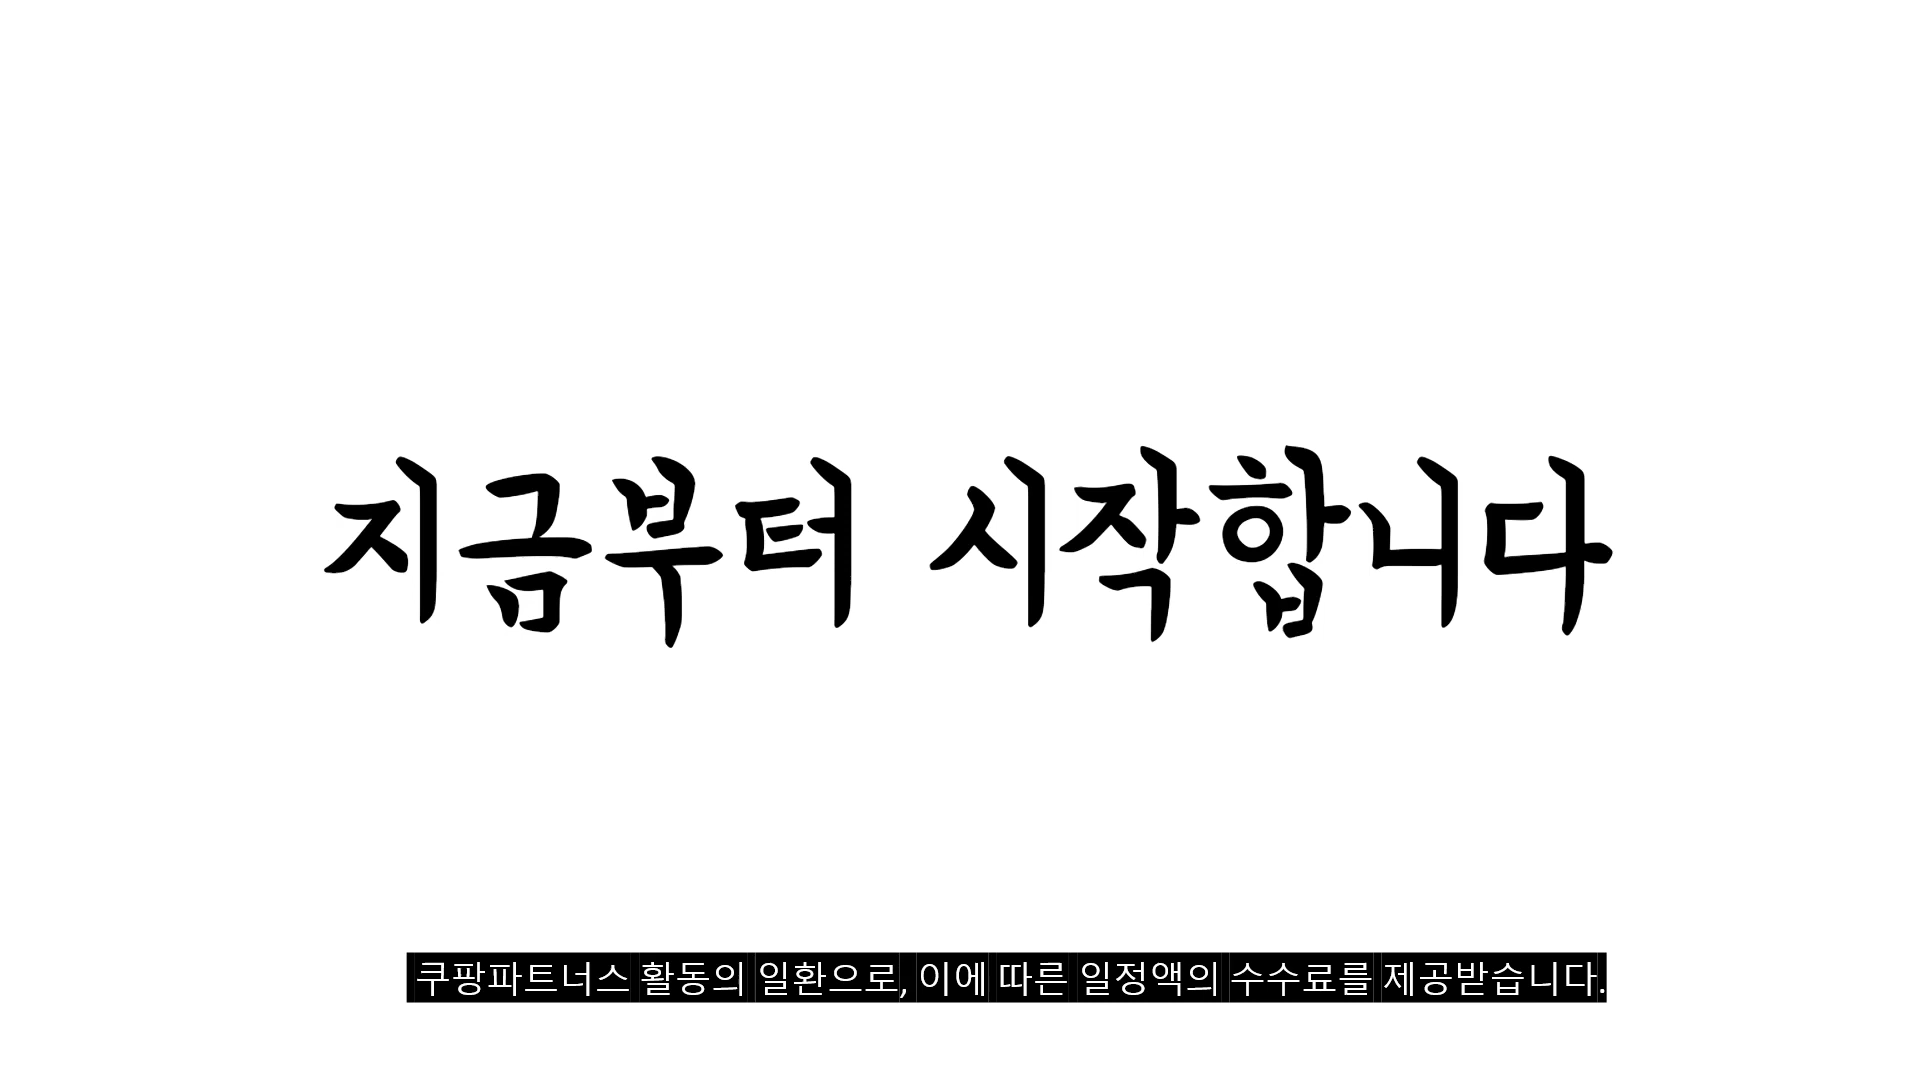 지금부터 시작합니다
쿠팡파트너스 활동의 일환으로, 이에 따른 일정액의 수수료를 제공받습니다.